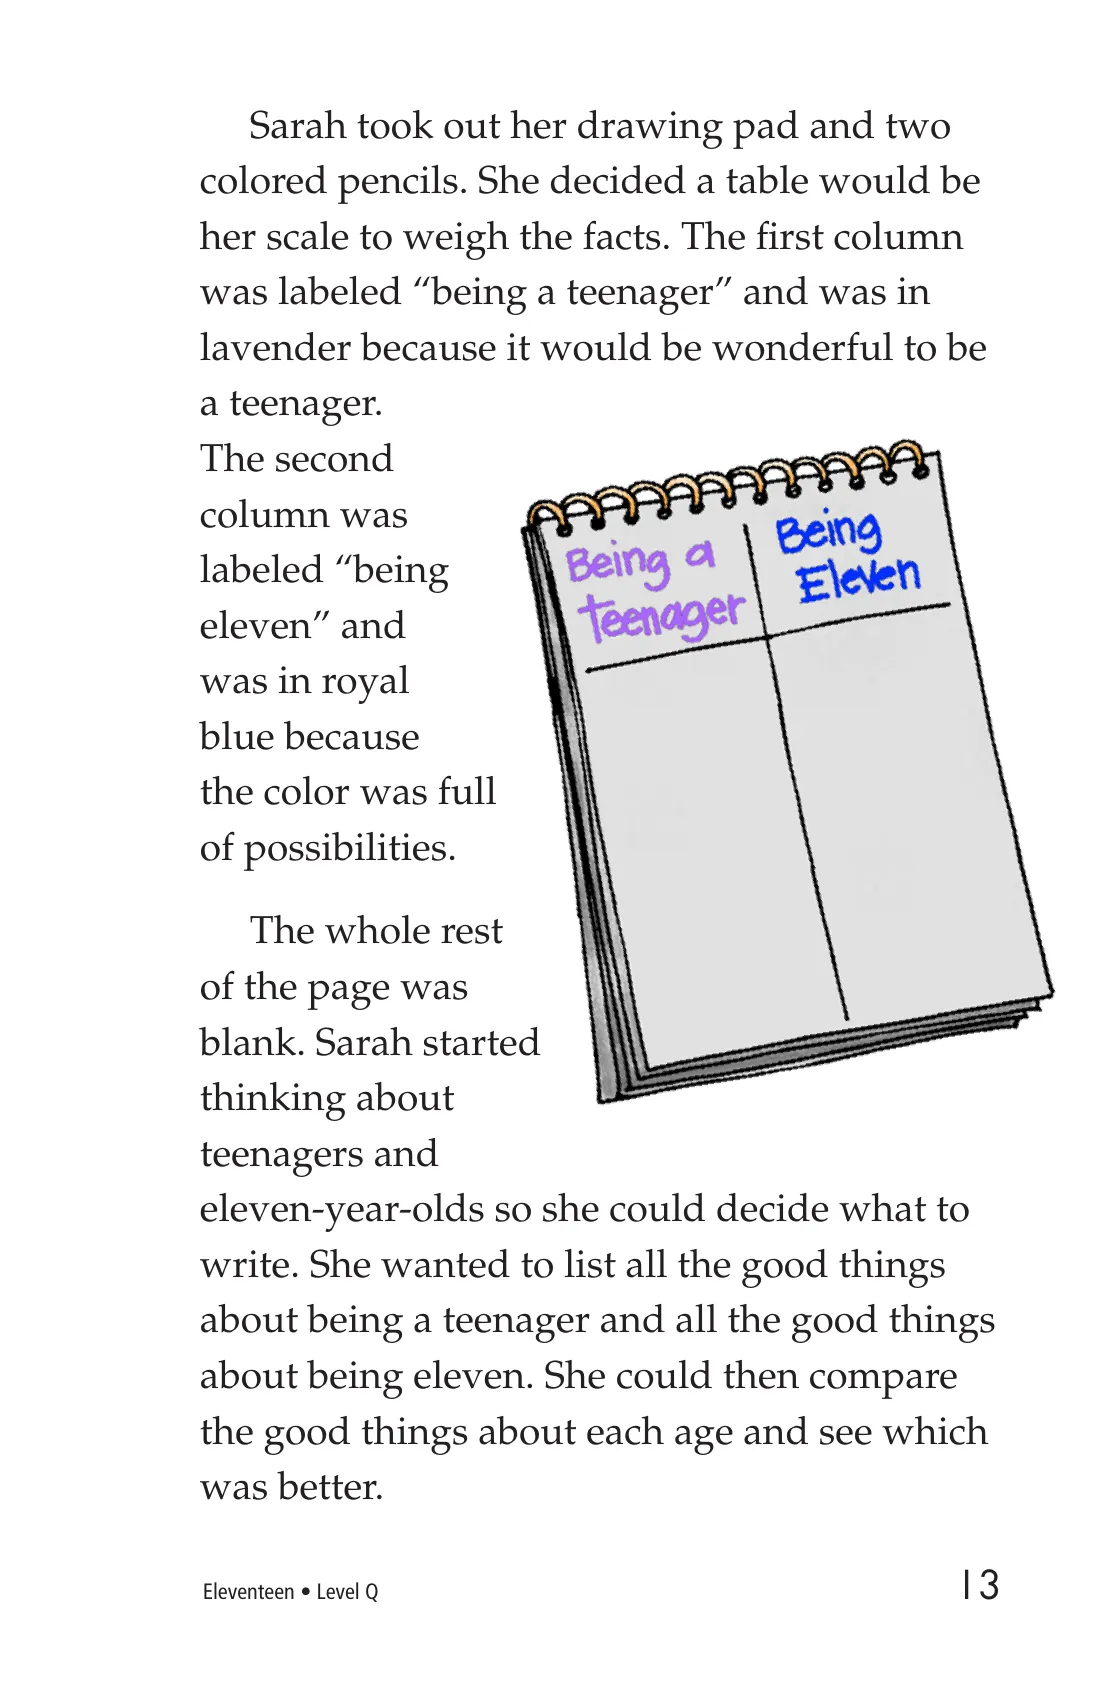 Sarah took out her drawing pad and two
colored pencils. She decided a table would be
her scale to weigh the facts. The first column
was labeled “being a teenager” and was in
lavender because it would be wonderful to be
a teenager.
The second
column was
labeled “being
eleven” and
was in royal
blue because
the color was full
of possibilities.
Being a
teenager
Being
Eleven
The whole rest
of the page was
blank. Sarah started
thinking about
teenagers and
eleven-year-olds so she could decide what to
write. She wanted to list all the good things
about being a teenager and all the good things
about being eleven. She could then compare
the good things about each age and see which
was better.
Eleventeen • Level Q
13